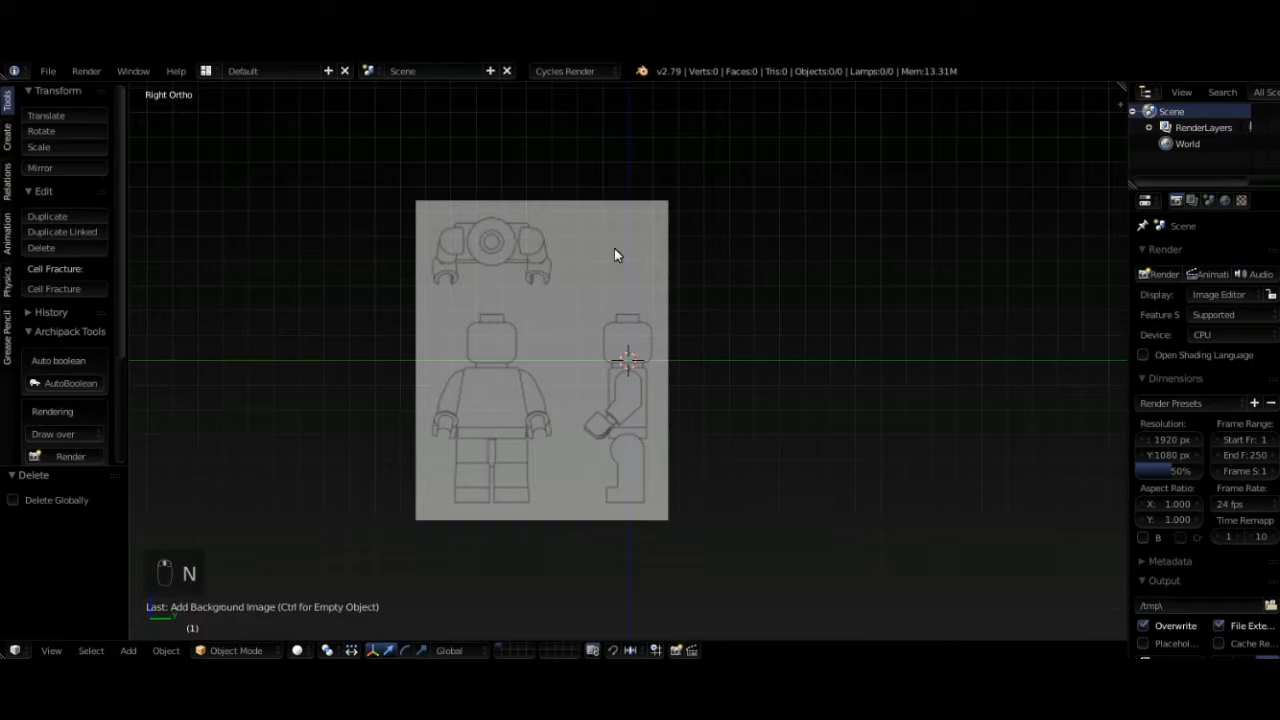 File Render Window Help Default Scene Cycles Render v2.79 | Verts:0 | Faces:0 | Tris:0 | Objects:0/0 | Lamps:0/0 | Mem:13.31M
Tools
Create
Relations
Animation
Physics
Grease Pencil
Transform
Translate
Rotate
Scale
Mirror
Edit
Duplicate
Duplicate Linked
Delete
Cell Fracture:
Cell Fracture
History
Archipack Tools
Auto boolean
AutoBoolean
Rendering
Draw over
Render
Delete
Delete Globally
Right Ortho
N
Last: Add Background Image (Ctrl for Empty Object)
(1)
View Select Add Object Object Mode Global
View Search All Sce
Scene
RenderLayers
World
Scene
Render
Render Animati Audio
Display: Image Editor
Feature S Supported
Device: CPU
Open Shading Language
Dimensions
Render Presets
Resolution: Frame Range:
: 1920 px Start Fr: 1
Y:1080 px End F: 250
50% Frame S:1
Aspect Ratio: Frame Rate:
X: 1.000 24 fps
Y: 1.000 Time Remapp
B Cr 1 10
Metadata
Output
/tmp\
Overwrite File Exte...
Placehol... Cache Re...